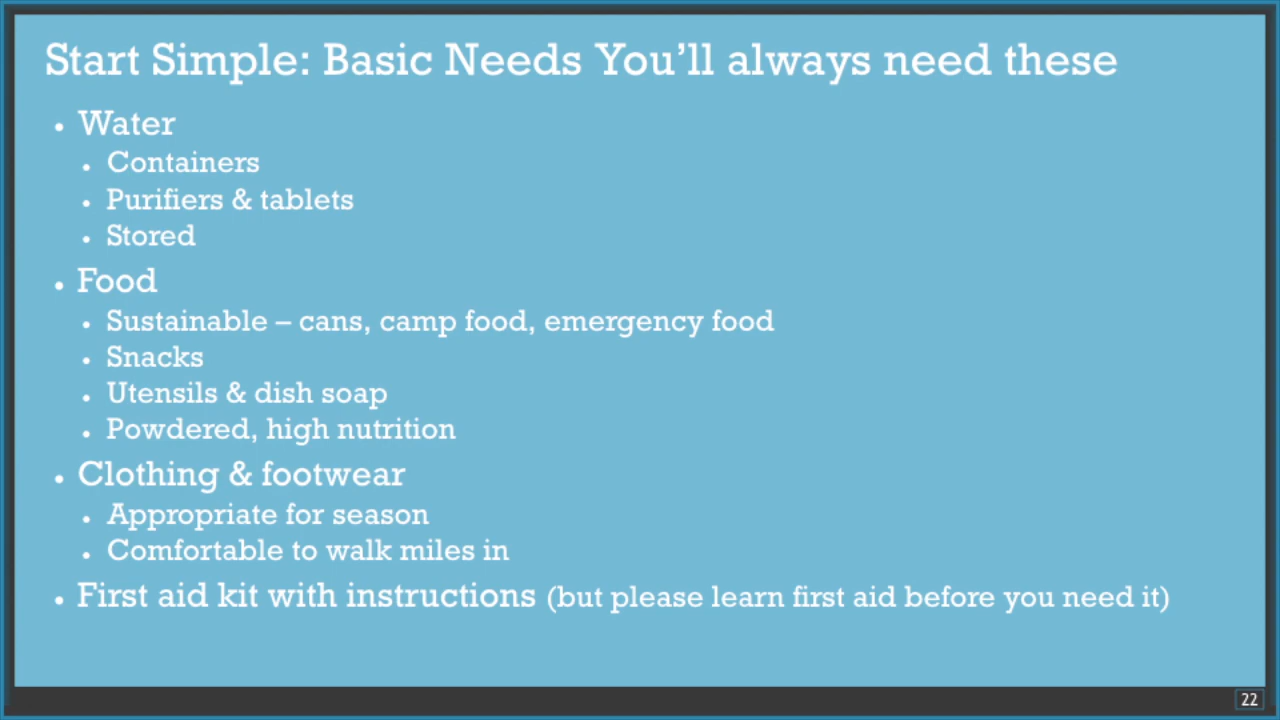 Start Simple: Basic Needs You'll always need these
• Water
• Containers
• Purifiers & tablets
• Stored
• Food
• Sustainable – cans, camp food, emergency food
• Snacks
• Utensils & dish soap
• Powdered, high nutrition
• Clothing & footwear
• Appropriate for season
• Comfortable to walk miles in
• First aid kit with instructions (but please learn first aid before you need it)
22